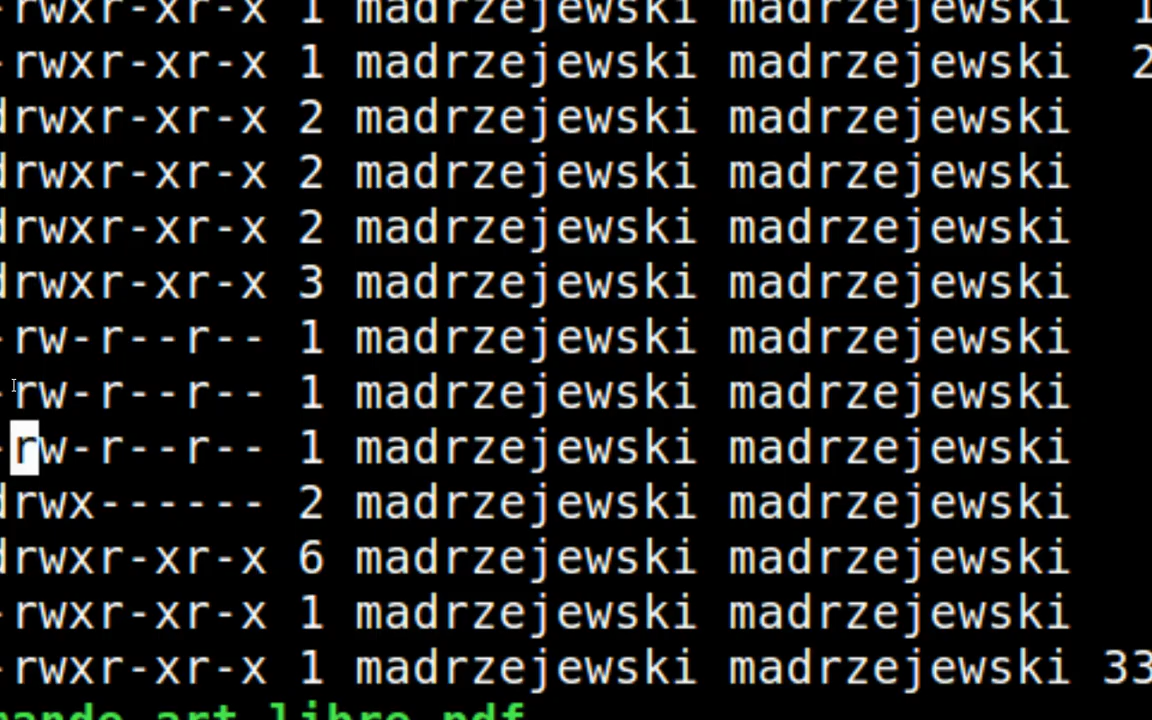 -rwxr-xr-x 1 madrzejewski madrzejewski 1
-rwxr-xr-x 1 madrzejewski madrzejewski 2
drwxr-xr-x 2 madrzejewski madrzejewski
drwxr-xr-x 2 madrzejewski madrzejewski
drwxr-xr-x 2 madrzejewski madrzejewski
drwxr-xr-x 3 madrzejewski madrzejewski
-rw-r--r-- 1 madrzejewski madrzejewski
-rw-r--r-- 1 madrzejewski madrzejewski
-rw-r--r-- 1 madrzejewski madrzejewski
drwx------ 2 madrzejewski madrzejewski
drwxr-xr-x 6 madrzejewski madrzejewski
-rwxr-xr-x 1 madrzejewski madrzejewski
-rwxr-xr-x 1 madrzejewski madrzejewski 33
mande_art_libre.pdf